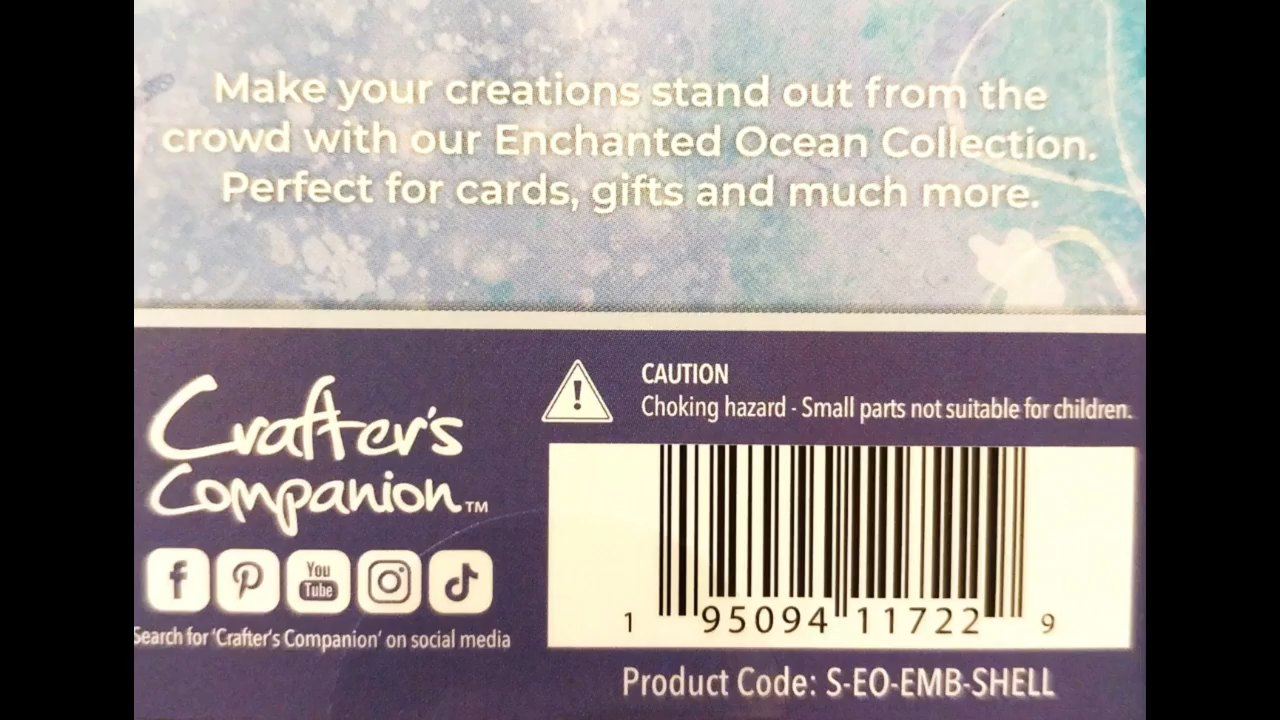 Make your creations stand out from the
crowd with our Enchanted Ocean Collection.
Perfect for cards, gifts and much more.
Crafter's
Companion™
f
You
Tube
Search for 'Crafter's Companion' on social media
CAUTION
Choking hazard - Small parts not suitable for children.
1 95094 11722 9
Product Code: S-EO-EMB-SHELL